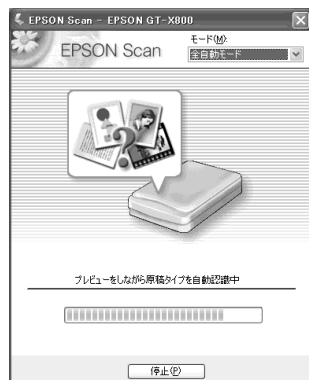 EPSON Scan - EPSON GT-X800
EPSON Scan
モード(M):
全自動モード
?
プレビューをしながら原稿タイプを自動認識中
停止(P)